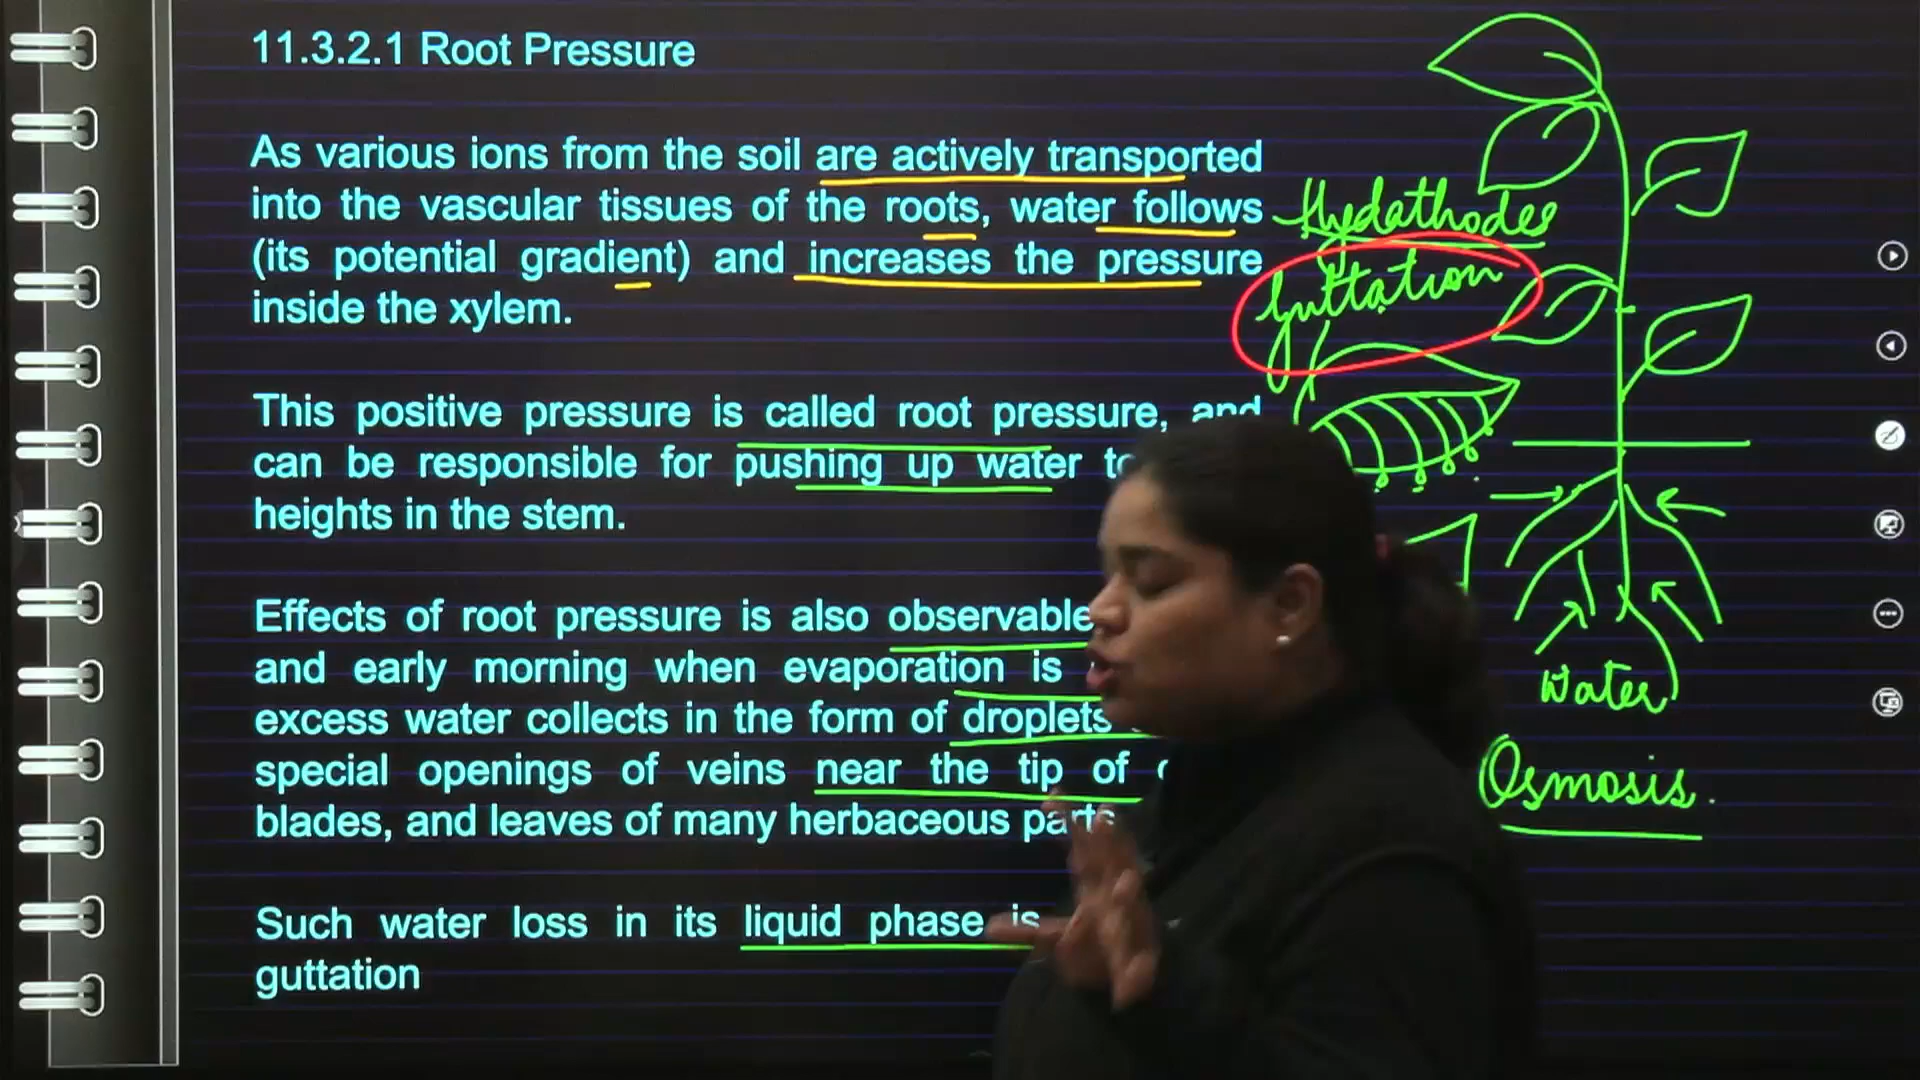 11.3.2.1 Root Pressure
As various ions from the soil are actively transported
into the vascular tissues of the roots, water follows
(its potential gradient) and increases the pressure
inside the xylem.
This positive pressure is called root pressure, and
can be responsible for pushing up water
heights in the stem.
Effects of root pressure is also observable
and early morning when evaporation is
excess water collects in the form of droplets
special openings of veins near the tip of
blades, and leaves of many herbaceous parts
Such water loss in its liquid phase is
guttation
Hydathodes
Guttation
Water
Osmosis.